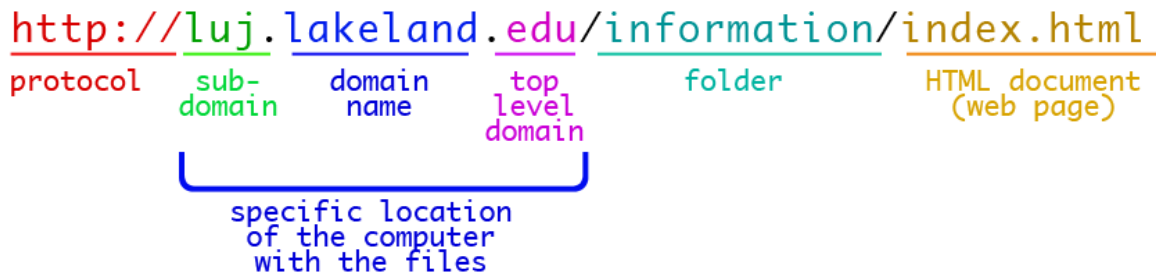 http://luj.lakeland.edu/information/index.html
protocol
sub-
domain
domain
name
top
level
domain
folder
HTML document
(web page)
specific location
of the computer
with the files